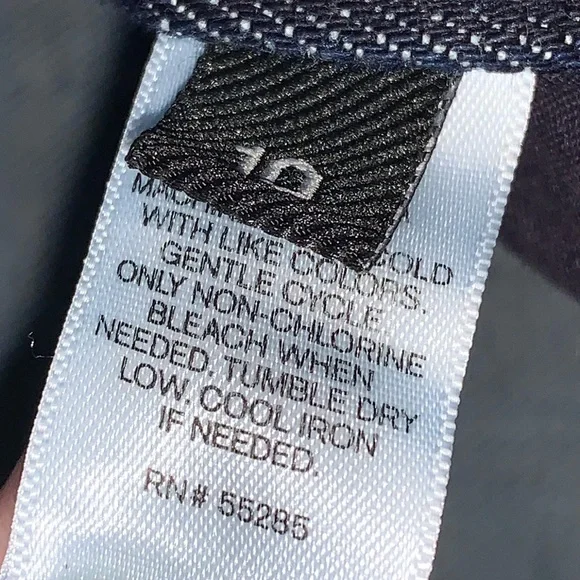 10
WITH LIKE COLORS.
GENTLE CYCLE.
ONLY NON-CHLORINE
BLEACH WHEN
NEEDED. TUMBLE DRY
LOW. COOL IRON
IF NEEDED.
RN# 55285